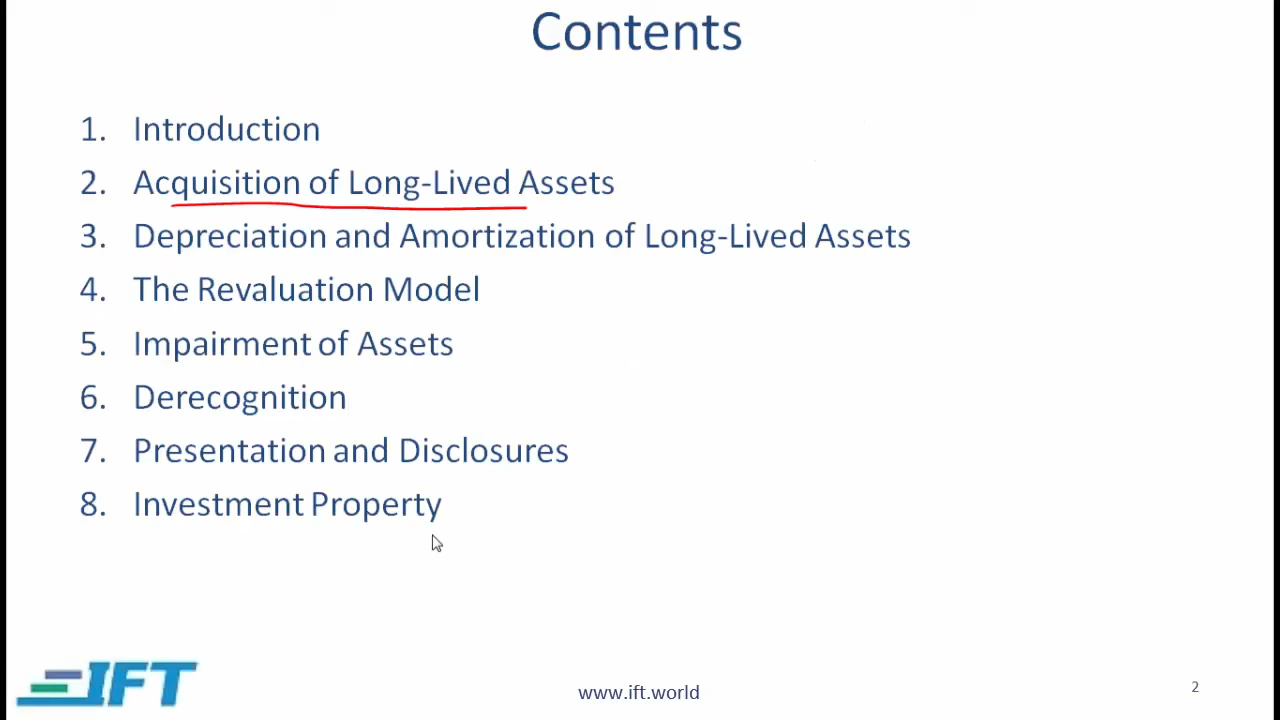 Contents
1. Introduction
2. Acquisition of Long-Lived Assets
3. Depreciation and Amortization of Long-Lived Assets
4. The Revaluation Model
5. Impairment of Assets
6. Derecognition
7. Presentation and Disclosures
8. Investment Property
IFT
www.ift.world
2